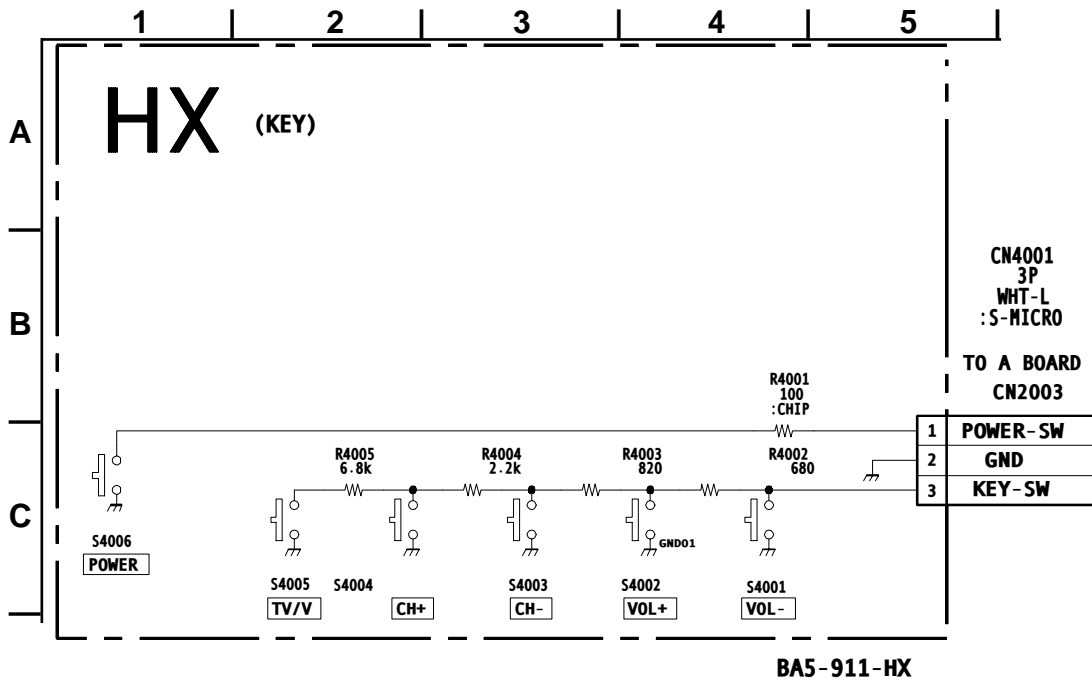 1 2 3 4 5
A
HX (KEY)
B
CN4001
3P
WHT-L
:S-MICRO
TO A BOARD
CN2003
R4001
100
:CHIP
1 POWER-SW
2 GND
3 KEY-SW
C
R4005
6.8k
R4004
2.2k
R4003
820
R4002
680
GND01
S4006
POWER
S4005
TV/V
S4004
CH+
S4003
CH-
S4002
VOL+
S4001
VOL-
BA5-911-HX